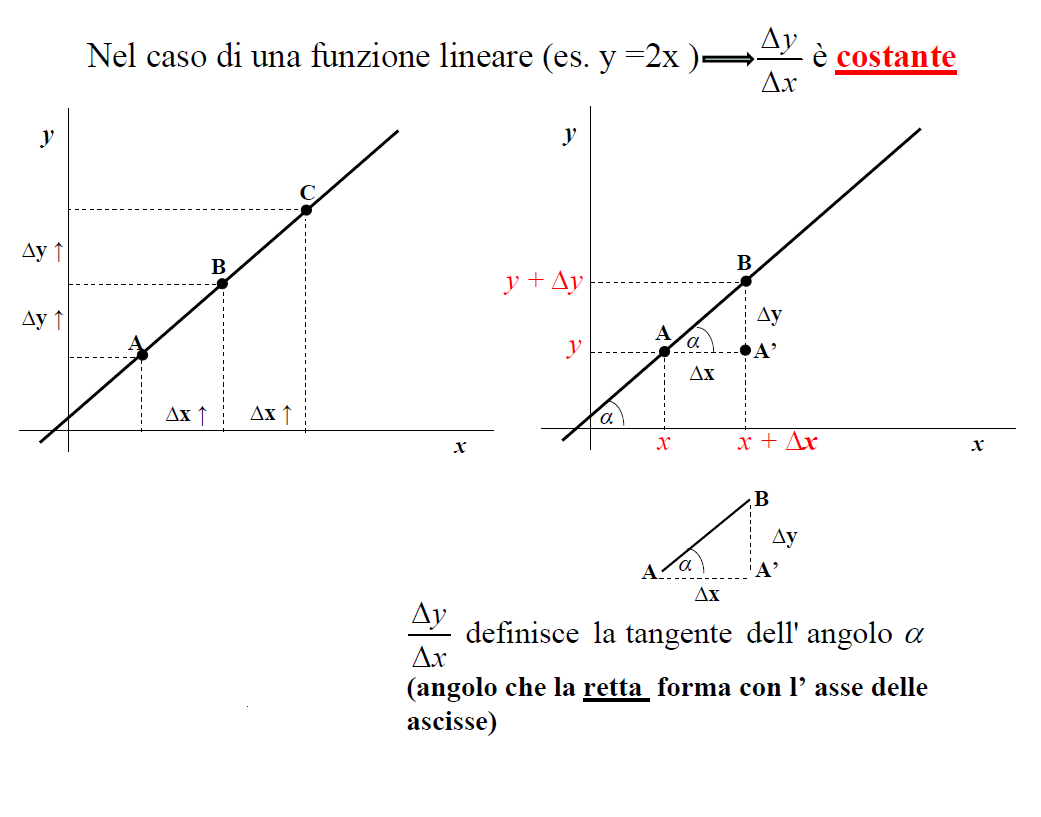 Nel caso di una funzione lineare (es. y =2x ) ⟹ Δy/Δx è costante
y
C
Δy ↑
B
Δy ↑
A
Δx ↑ Δx ↑
x
y
B
y + Δy
Δy
A
α
y
A’
Δx
α
x x + Δx
x
B
Δy
A α A’
Δx
Δy/Δx definisce la tangente dell' angolo α
(angolo che la retta forma con l’ asse delle
ascisse)